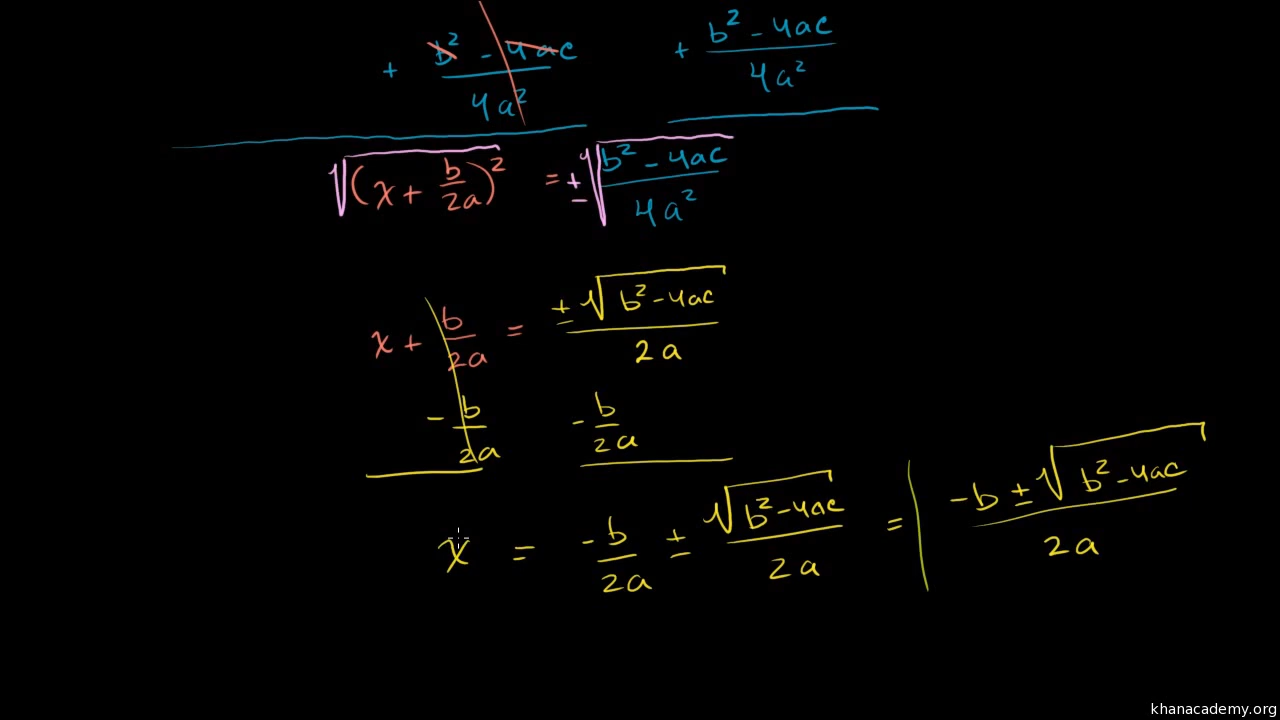 + b² - 4ac / 4a² + b² - 4ac / 4a²
√(x + b/2a)² = ± √(b² - 4ac / 4a²)
x + b/2a = ± √(b² - 4ac) / 2a
- b/2a - b/2a
x = -b/2a ± √(b² - 4ac) / 2a = -b ± √(b² - 4ac) / 2a
khanacademy.org